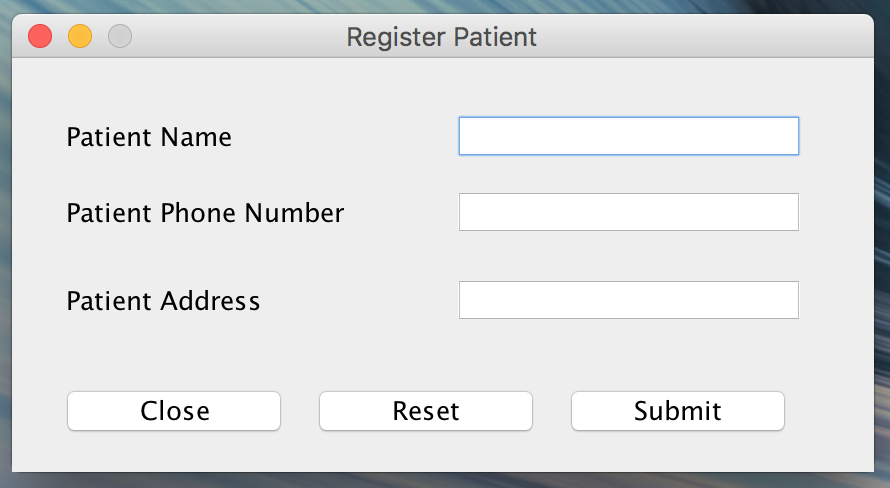 Register Patient
Patient Name
Patient Phone Number
Patient Address
Close Reset Submit